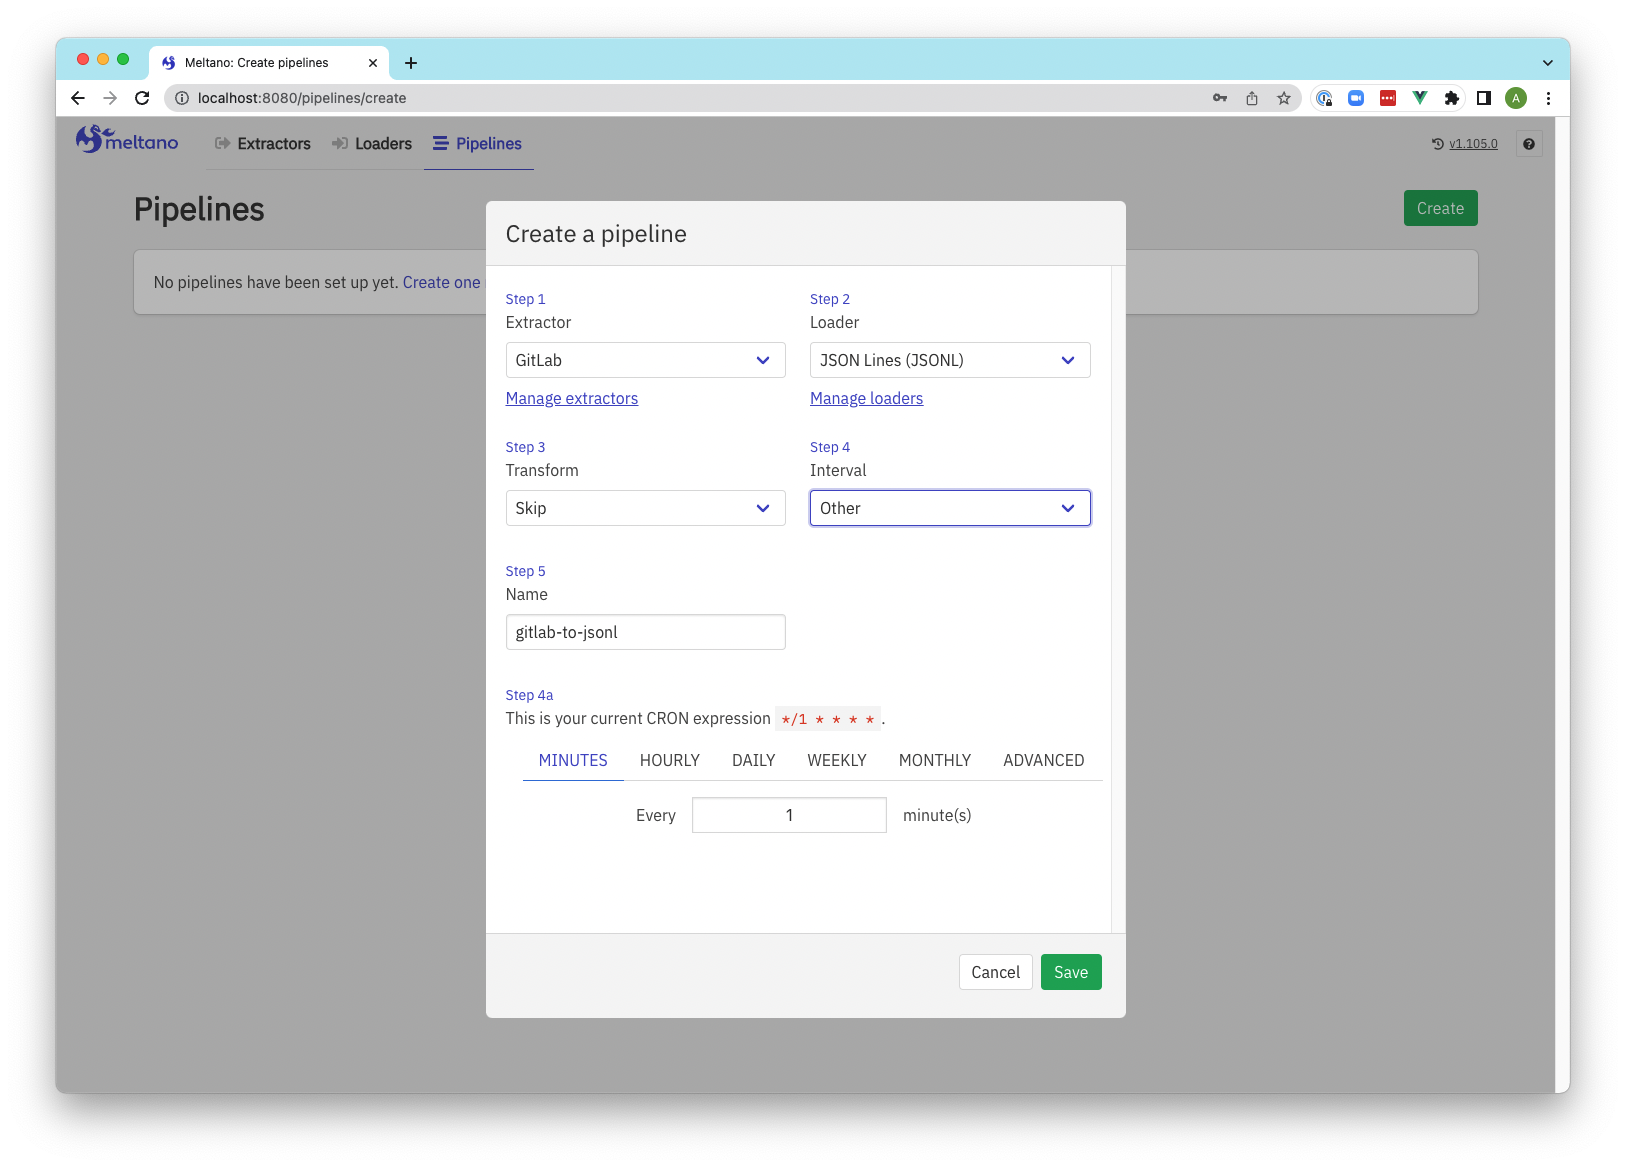 Meltano: Create pipelines
localhost:8080/pipelines/create
A
meltano
Extractors
Loaders
Pipelines
v1.105.0
?
Pipelines
Create
No pipelines have been set up yet. Create one
Create a pipeline
Step 1
Extractor
GitLab
Manage extractors
Step 2
Loader
JSON Lines (JSONL)
Manage loaders
Step 3
Transform
Skip
Step 4
Interval
Other
Step 5
Name
gitlab-to-jsonl
Step 4a
This is your current CRON expression */1 * * * * .
MINUTES HOURLY DAILY WEEKLY MONTHLY ADVANCED
Every 1 minute(s)
Cancel Save